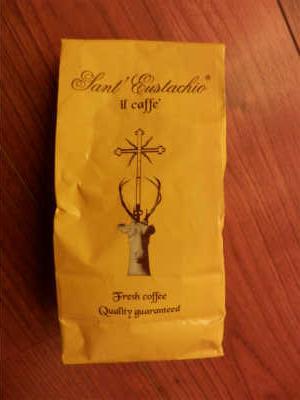 Sant' Eustachio®
il caffe'
Fresh coffee
Quality guaranteed